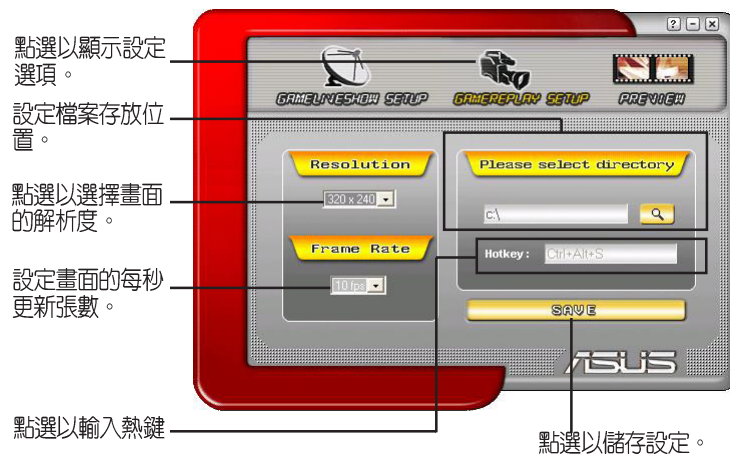 點選以顯示設定
選項。
設定檔案存放位
置。
點選以選擇畫面
的解析度。
設定畫面的每秒
更新張數。
點選以輸入熱鍵
GAMELIVESHOW SETUP
GAMEREPLAY SETUP
PREVIEW
Resolution
320 x 240
Frame Rate
10 fps
Please select directory
c:\
Hotkey:
Ctrl+Alt+S
SAVE
ASUS
點選以儲存設定。